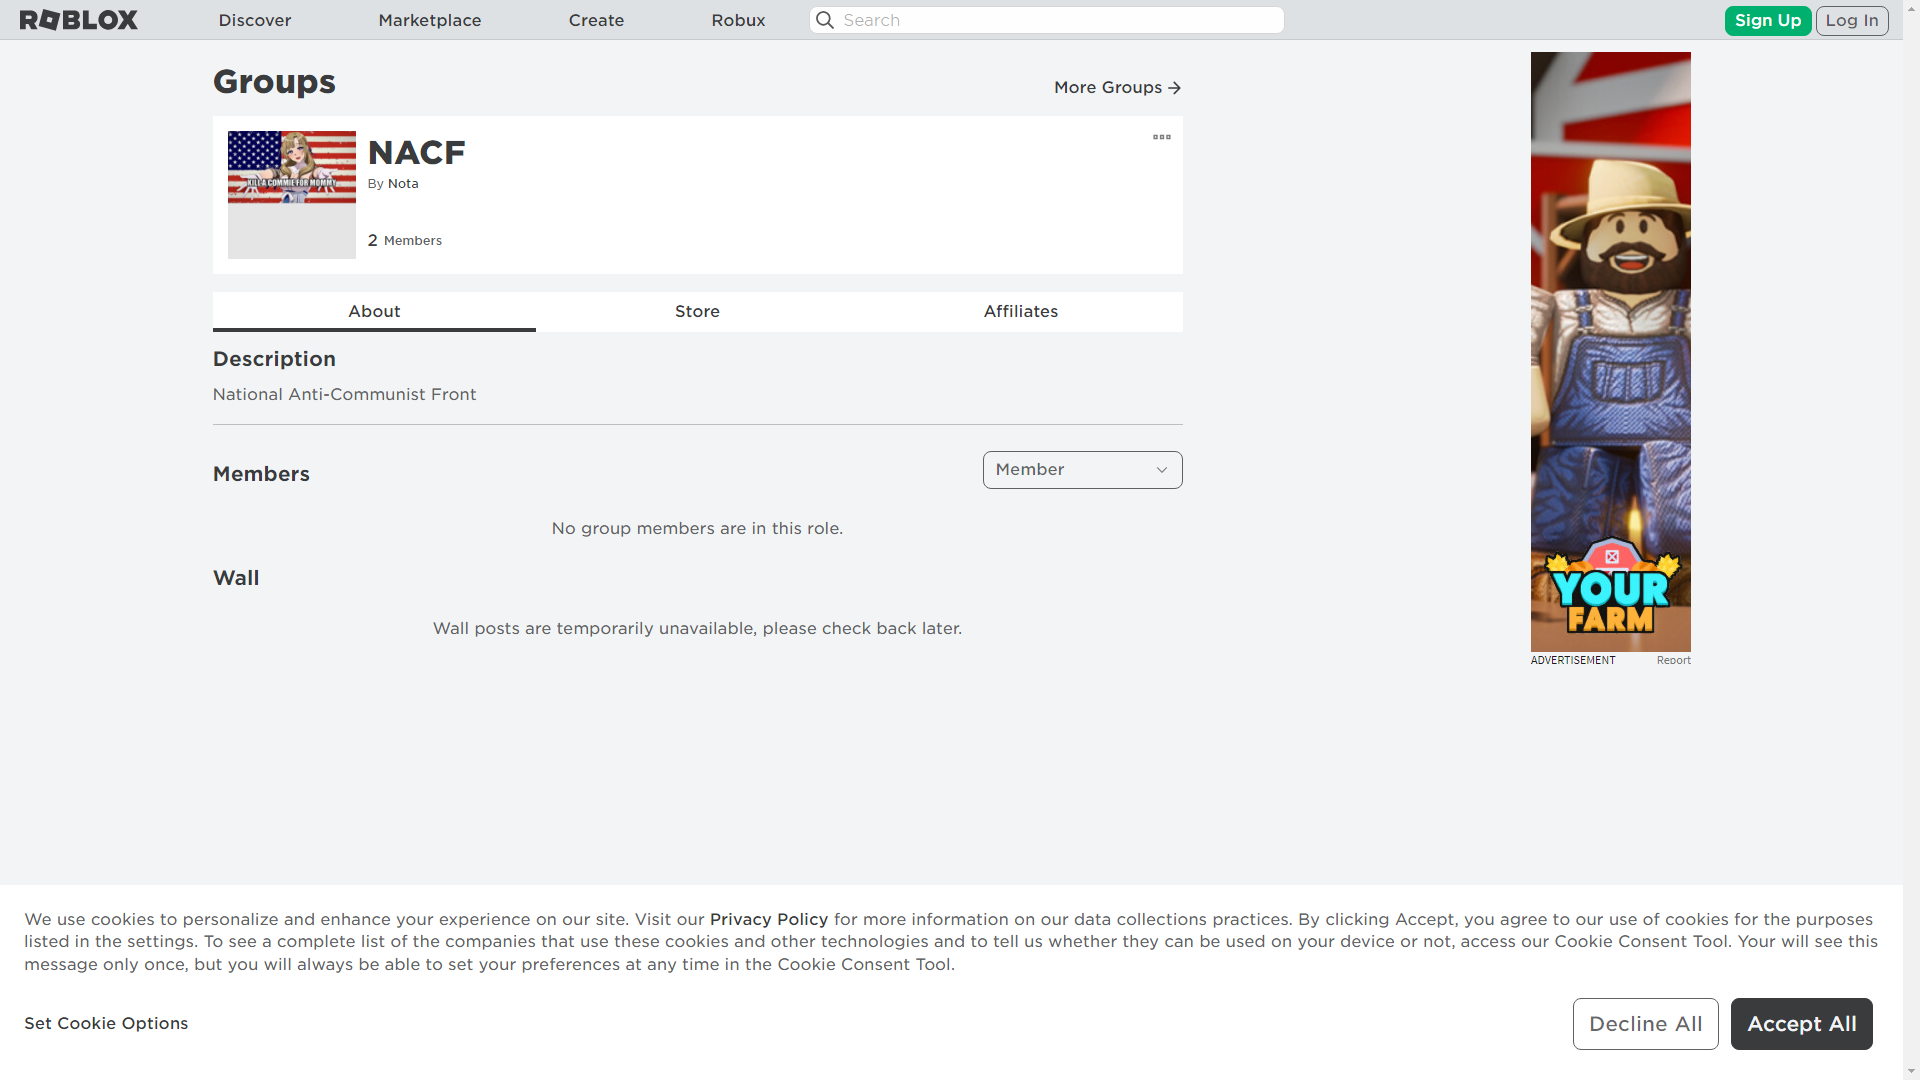 ROBLOX
Discover
Marketplace
Create
Robux
Search
Sign Up
Log In
Groups
More Groups
KILL A COMMIE FOR MOMMY
NACF
By Nota
2 Members
About
Store
Affiliates
Description
National Anti-Communist Front
Members
Member
No group members are in this role.
Wall
Wall posts are temporarily unavailable, please check back later.
YOUR
FARM
ADVERTISEMENT
Report
We use cookies to personalize and enhance your experience on our site. Visit our Privacy Policy for more information on our data collections practices. By clicking Accept, you agree to our use of cookies for the purposes
listed in the settings. To see a complete list of the companies that use these cookies and other technologies and to tell us whether they can be used on your device or not, access our Cookie Consent Tool. Your will see this
message only once, but you will always be able to set your preferences at any time in the Cookie Consent Tool.
Set Cookie Options
Decline All
Accept All